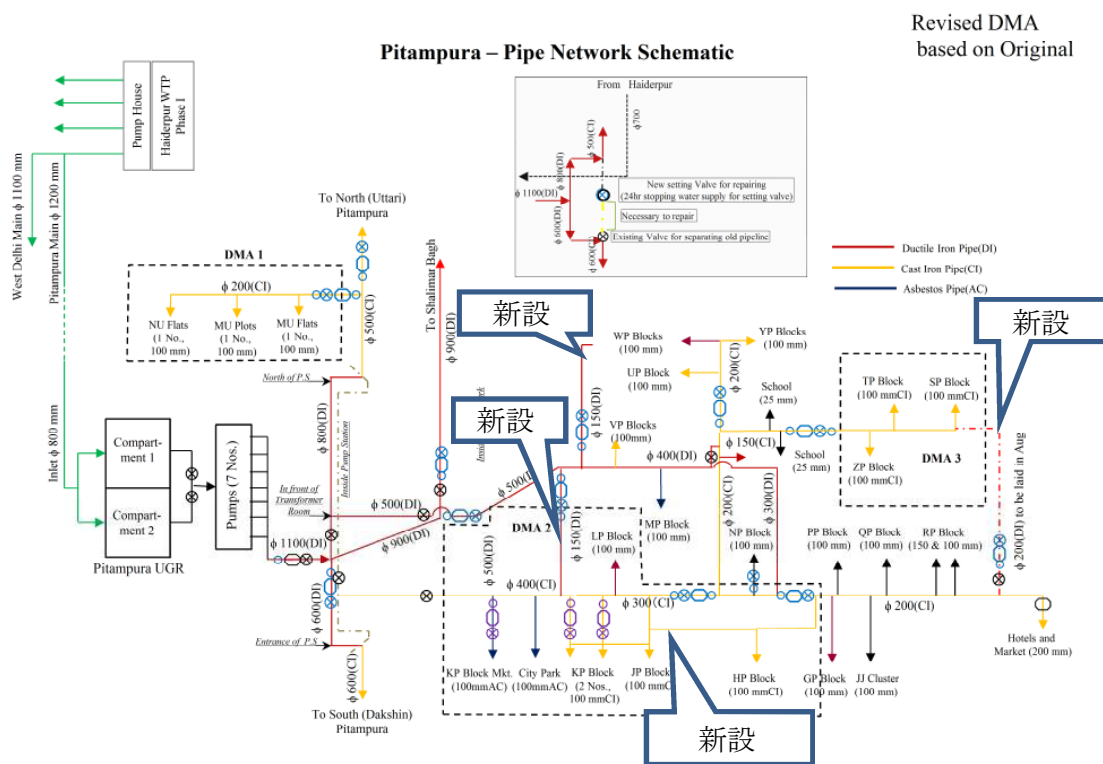 Revised DMA
based on Original
Pitampura – Pipe Network Schematic
Pump House
Haiderpur WTP
Phase I
West Delhi Main ϕ 1100 mm
Pitampura Main ϕ 1200 mm
Inlet ϕ 800 mm
From Haiderpur
ϕ700
ϕ 500(CI)
ϕ 800(DI)
ϕ 1100(DI)
ϕ 600(DI)
ϕ 600(CI)
New setting Valve for repairing
(24hr stopping water supply for setting valve)
Necessary to repair
Existing Valve for separating old pipeline
Ductile Iron Pipe(DI)
Cast Iron Pipe(CI)
Asbestos Pipe(AC)
To North (Uttari)
Pitampura
DMA 1
ϕ 200(CI)
NU Flats
(1 No.,
100 mm)
MU Plots
(1 No.,
100 mm)
MU Flats
(1 No.,
100 mm)
ϕ 500(CI)
North of P.S.
ϕ 800(DI)
Inside Pump Station
To Shalimar Bagh
ϕ 900(DI)
新設
新設
新設
新設
WP Blocks
(100 mm)
YP Blocks
(100 mm)
UP Block
(100 mm)
ϕ 200(CI)
School
(25 mm)
TP Block
(100 mmCI)
SP Block
(100 mmCI)
ϕ 150(DI)
VP Blocks
(100mm)
ϕ 400(DI)
ϕ 150(CI)
School
(25 mm)
ZP Block
(100 mmCI)
DMA 3
Compart-
ment 1
Compart-
ment 2
Pitampura UGR
Pumps (7 Nos.)
In front of
Transformer
Room
ϕ 500(DI)
ϕ 900(DI)
ϕ 1100(DI)
ϕ 600(DI)
Entrance of P.S.
ϕ 600(CI)
To South (Dakshin)
Pitampura
DMA 2
ϕ 500(DI)
ϕ 150(DI)
LP Block
(100 mm)
MP Block
(100 mm)
ϕ 200(CI)
ϕ 300(DI)
NP Block
(100 mm)
PP Block
(100 mm)
QP Block
(100 mm)
RP Block
(150 & 100 mm)
ϕ 200(DI) to be laid in Aug
ϕ 400(CI)
ϕ 300(CI)
ϕ 200(CI)
KP Block Mkt.
(100mmAC)
City Park
(100mmAC)
KP Block
(2 Nos.,
100 mmCI)
JP Block
(100 mmC
HP Block
(100 mmCI)
GP Block
(100 mm)
JJ Cluster
(100 mm)
Hotels and
Market (200 mm)